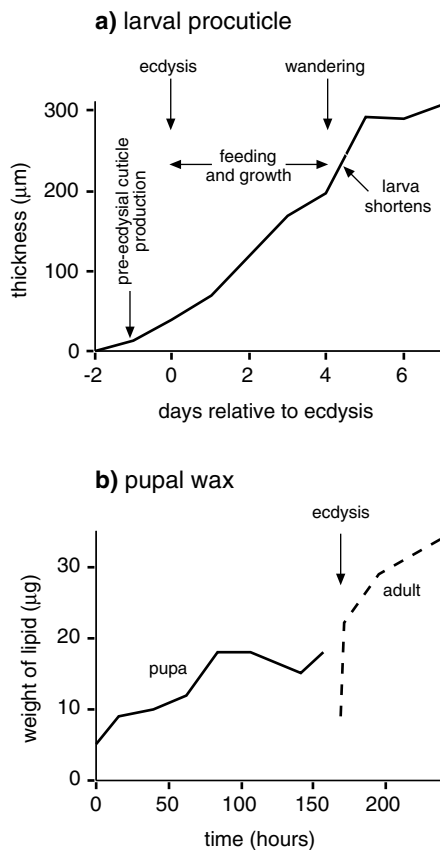 a) larval procuticle
ecdysis
wandering
300
200
100
0
thickness (µm)
pre-ecdysial cuticle
production
feeding
and growth
larva
shortens
-2
0
2
4
6
days relative to ecdysis
b) pupal wax
ecdysis
30
20
10
0
weight of lipid (µg)
pupa
adult
0
50
100
150
200
time (hours)